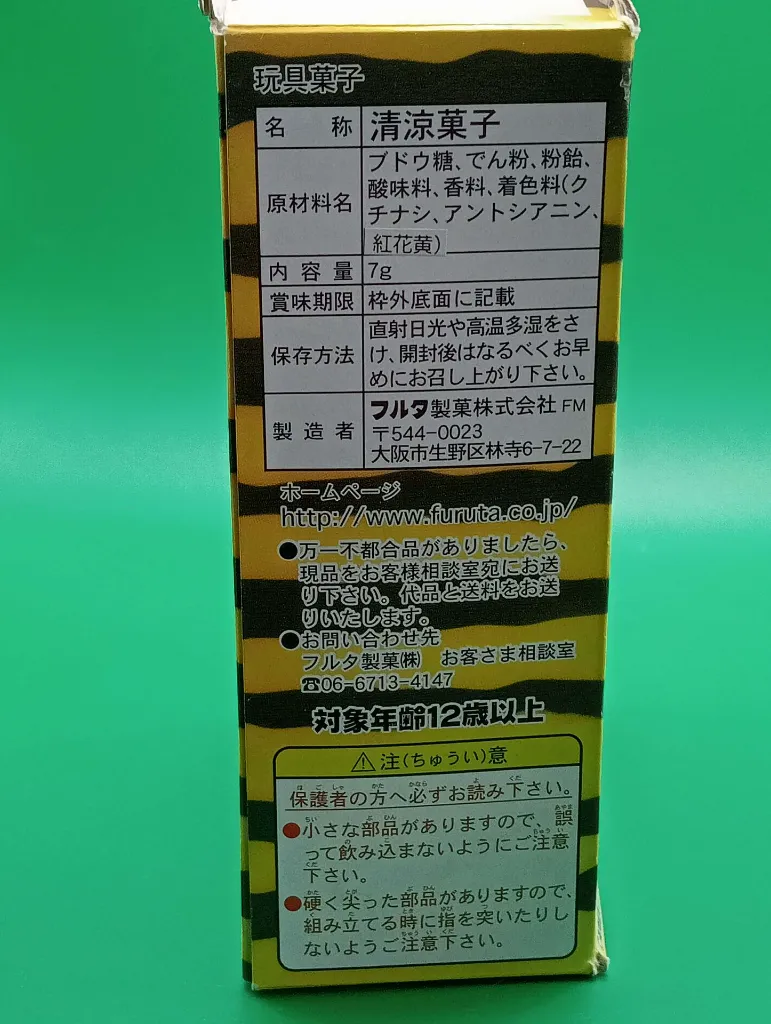 玩具菓子
名称 清涼菓子
原材料名 ブドウ糖、でん粉、粉飴、
酸味料、香料、着色料(ク
チナシ、アントシアニン、
紅花黄)
内容量 7g
賞味期限 枠外底面に記載
保存方法 直射日光や高温多湿をさ
け、開封後はなるべくお早
めにお召し上がり下さい。
製造者 フルタ製菓株式会社 FM
〒544-0023
大阪市生野区林寺6-7-22
ホームページ
http://www.furuta.co.jp/
●万一不都合品がありましたら、
現品をお客様相談室宛にお送
り下さい。代品と送料をお送
りいたします。
●お問い合わせ先
フルタ製菓㈱ お客さま相談室
☎06-6713-4147
対象年齢12歳以上
⚠注(ちゅうい)意
保護者の方へ必ずお読み下さい。
●小さな部品がありますので、誤
って飲み込まないようにご注意
下さい。
●硬く尖った部品がありますので、
組み立てる時に指を突いたりし
ないようご注意下さい。